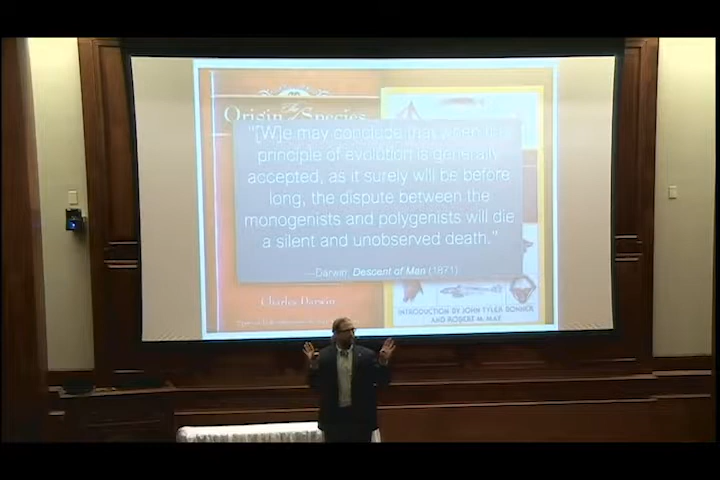 The
Origin of Species
"[W]e may conclude that when the
principle of evolution is generally
accepted, as it surely will be before
long, the dispute between the
monogenists and polygenists will die
a silent and unobserved death."
—Darwin, Descent of Man (1871)
Charles Darwin
INTRODUCTION BY JOHN TYLER BONNER
AND ROBERT M. MAY